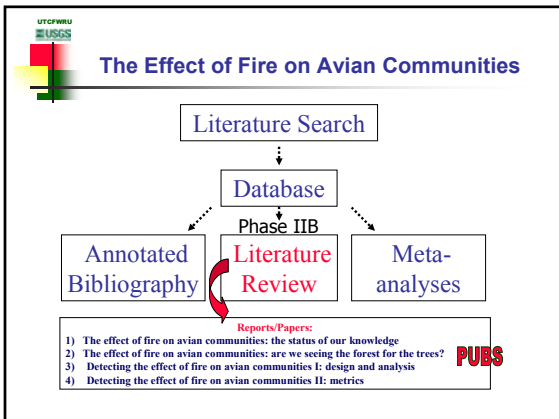 UTCFWRU
USGS
The Effect of Fire on Avian Communities
Literature Search
Database
Phase IIB
Annotated
Bibliography
Literature
Review
Meta-
analyses
Reports/Papers:
1) The effect of fire on avian communities: the status of our knowledge
2) The effect of fire on avian communities: are we seeing the forest for the trees?
3) Detecting the effect of fire on avian communities I: design and analysis
4) Detecting the effect of fire on avian communities II: metrics
PUBS